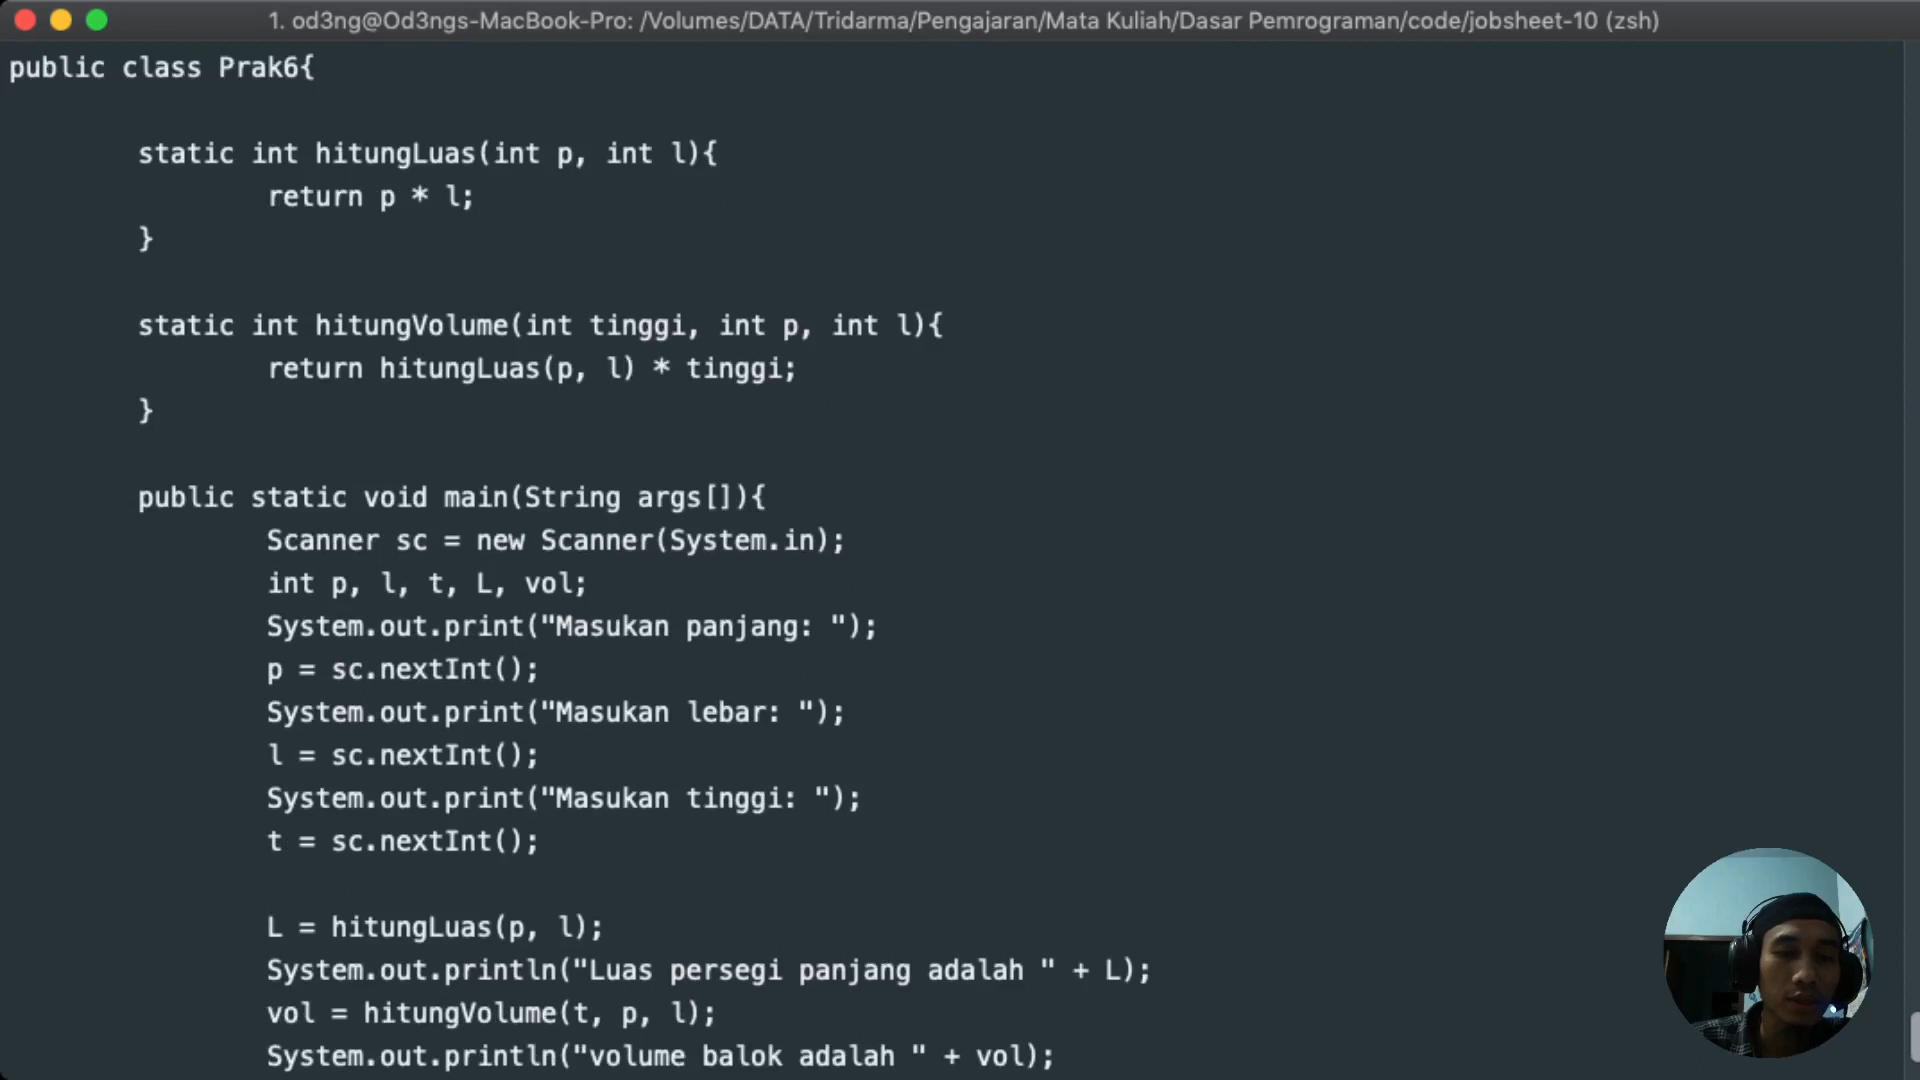 1. od3ng@Od3ngs-MacBook-Pro: /Volumes/DATA/Tridarma/Pengajaran/Mata Kuliah/Dasar Pemrograman/code/jobsheet-10 (zsh)
public class Prak6{
static int hitungLuas(int p, int l){
return p * l;
}
static int hitungVolume(int tinggi, int p, int l){
return hitungLuas(p, l) * tinggi;
}
public static void main(String args[]){
Scanner sc = new Scanner(System.in);
int p, l, t, L, vol;
System.out.print("Masukan panjang: ");
p = sc.nextInt();
System.out.print("Masukan lebar: ");
l = sc.nextInt();
System.out.print("Masukan tinggi: ");
t = sc.nextInt();
L = hitungLuas(p, l);
System.out.println("Luas persegi panjang adalah " + L);
vol = hitungVolume(t, p, l);
System.out.println("volume balok adalah " + vol);